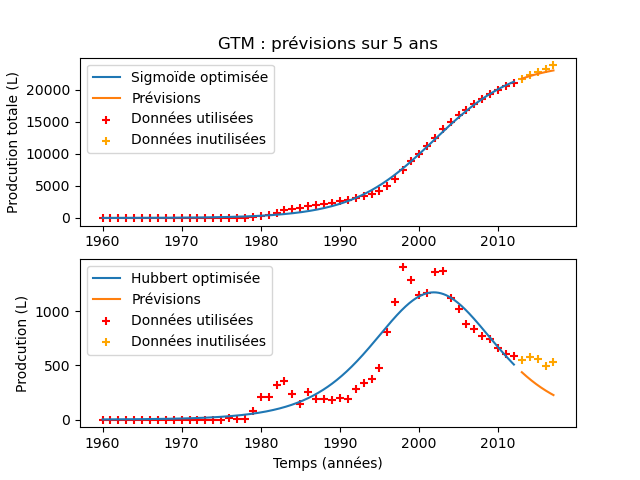 GTM : prévisions sur 5 ans
Prodcution totale (L)
20000
15000
10000
5000
0
Sigmoïde optimisée
Prévisions
Données utilisées
Données inutilisées
1960 1970 1980 1990 2000 2010
Prodcution (L)
1000
500
0
Hubbert optimisée
Prévisions
Données utilisées
Données inutilisées
1960 1970 1980 1990 2000 2010
Temps (années)